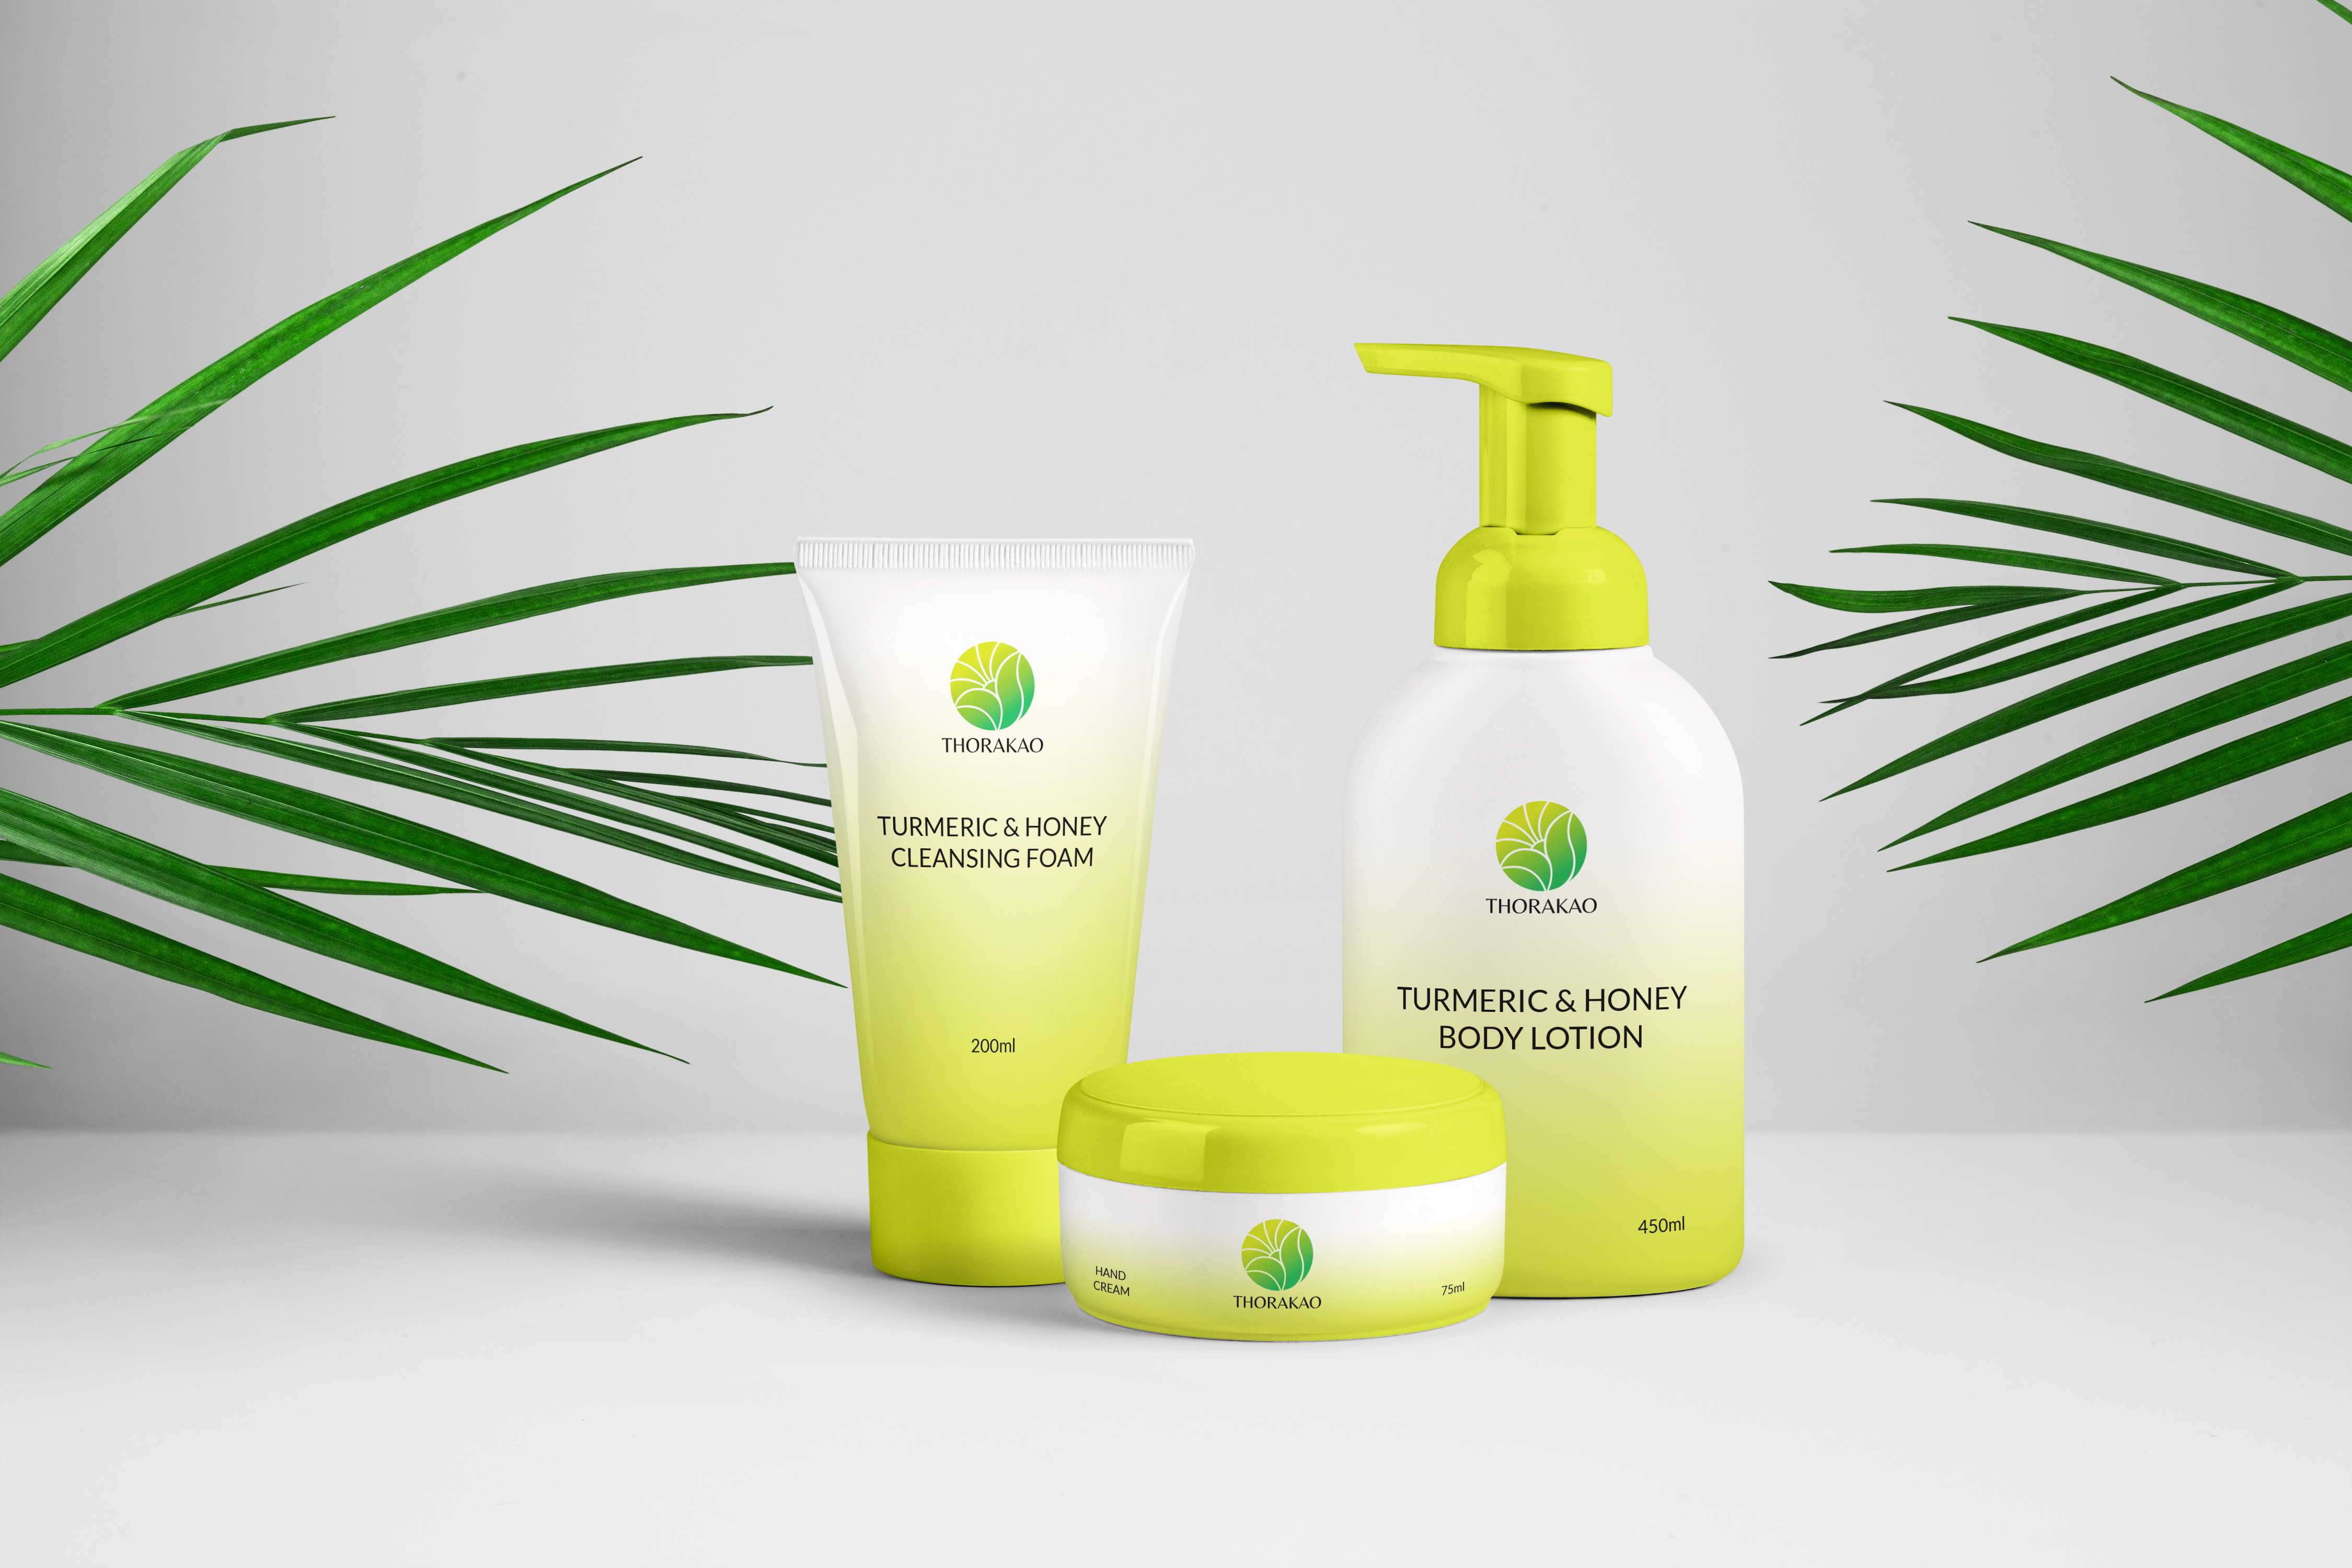 THORAKAO
TURMERIC & HONEY
CLEANSING FOAM
200ml
THORAKAO
TURMERIC & HONEY
BODY LOTION
450ml
HAND
CREAM
THORAKAO
75ml